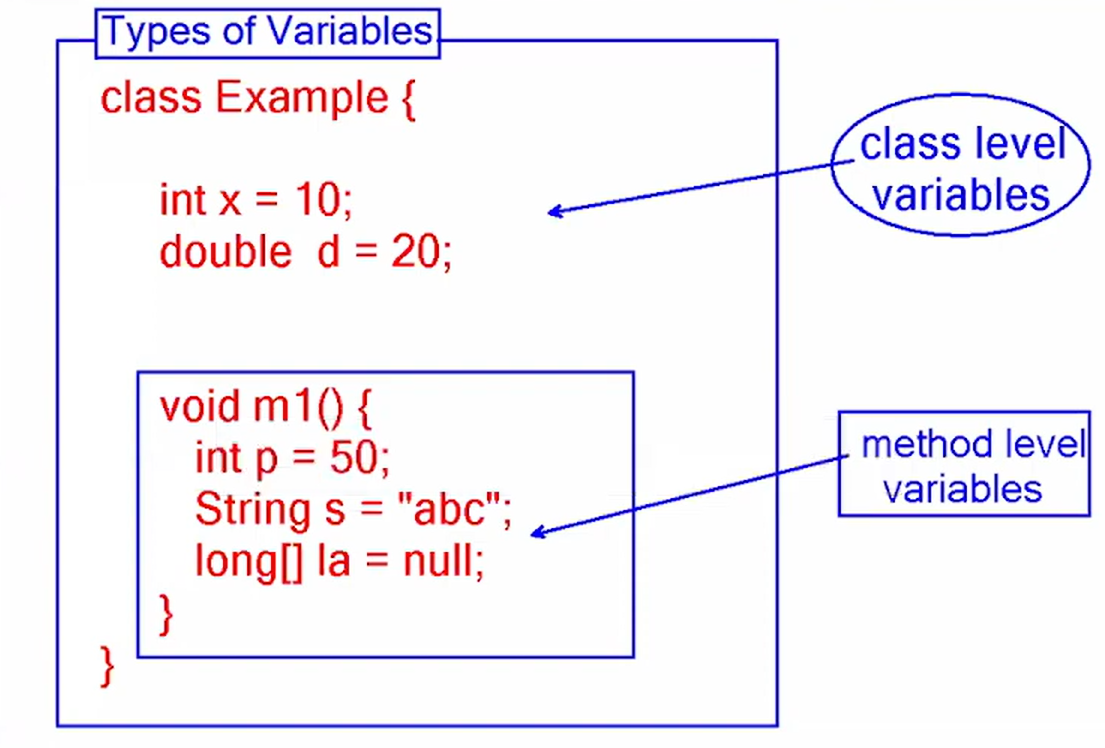 Types of Variables
class Example {
int x = 10;
double d = 20;
class level
variables
void m1() {
int p = 50;
String s = "abc";
long[] la = null;
}
}
method level
variables